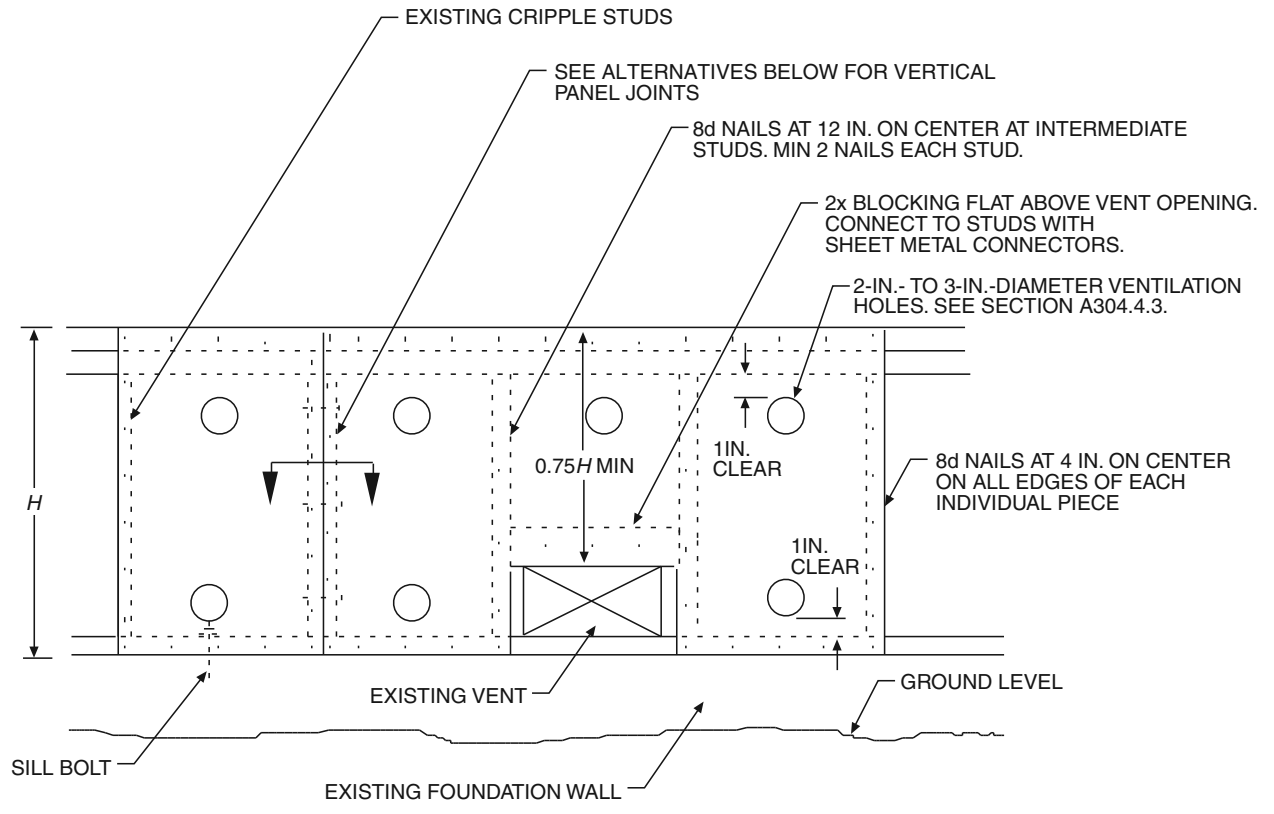 EXISTING CRIPPLE STUDS
SEE ALTERNATIVES BELOW FOR VERTICAL
PANEL JOINTS
8d NAILS AT 12 IN. ON CENTER AT INTERMEDIATE
STUDS. MIN 2 NAILS EACH STUD.
2x BLOCKING FLAT ABOVE VENT OPENING.
CONNECT TO STUDS WITH
SHEET METAL CONNECTORS.
2-IN.- TO 3-IN.-DIAMETER VENTILATION
HOLES. SEE SECTION A304.4.3.
1IN.
CLEAR
0.75H MIN
8d NAILS AT 4 IN. ON CENTER
ON ALL EDGES OF EACH
INDIVIDUAL PIECE
H
1IN.
CLEAR
EXISTING VENT
GROUND LEVEL
SILL BOLT
EXISTING FOUNDATION WALL